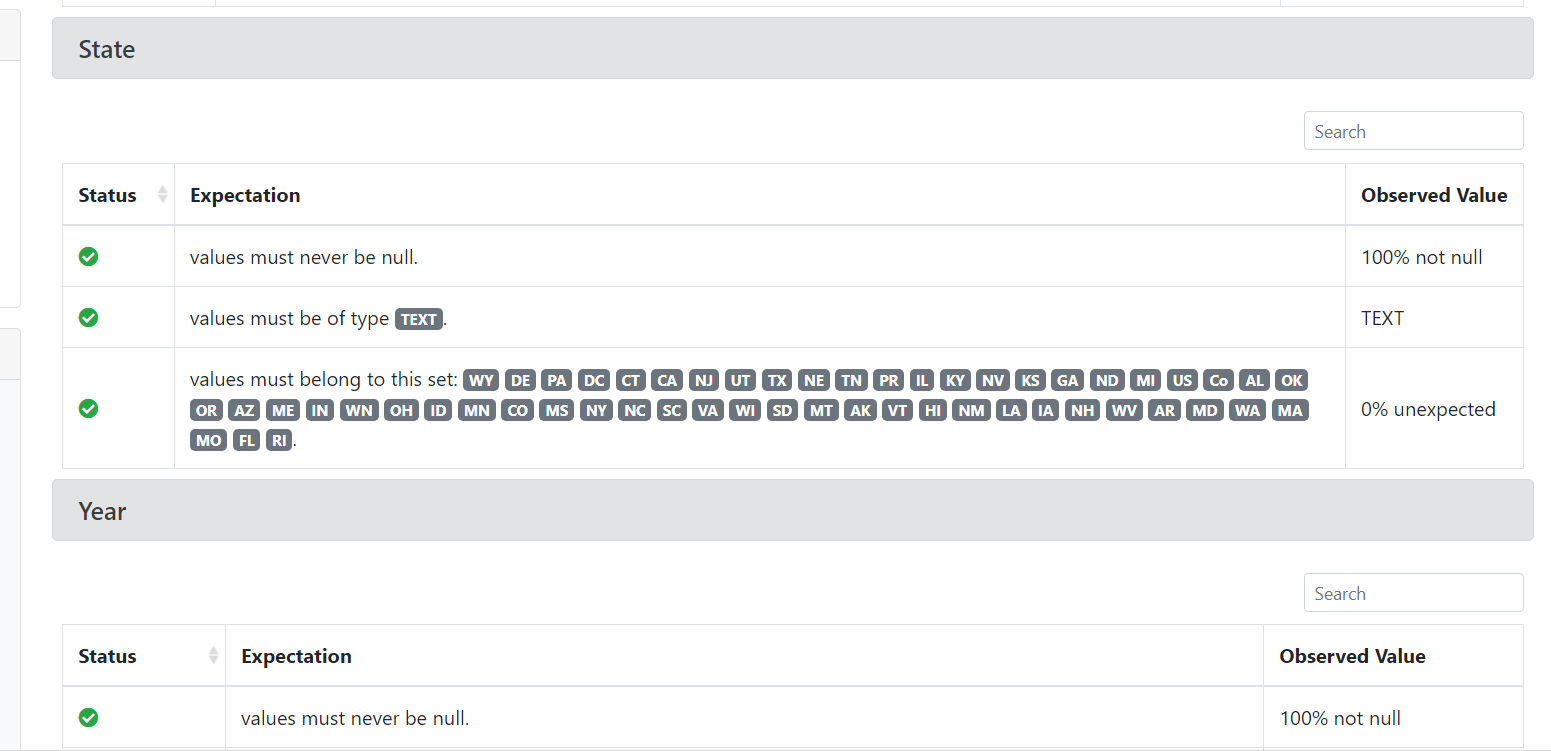 State
Search
Status Expectation Observed Value
values must never be null. 100% not null
values must be of type TEXT. TEXT
values must belong to this set: WY DE PA DC CT CA NJ UT TX NE TN PR IL KY NV KS GA ND MI US Co AL OK
OR AZ ME IN WN OH ID MN CO MS NY NC SC VA WI SD MT AK VT HI NM LA IA NH WV AR MD WA MA 0% unexpected
MO FL RI.
Year
Search
Status Expectation Observed Value
values must never be null. 100% not null